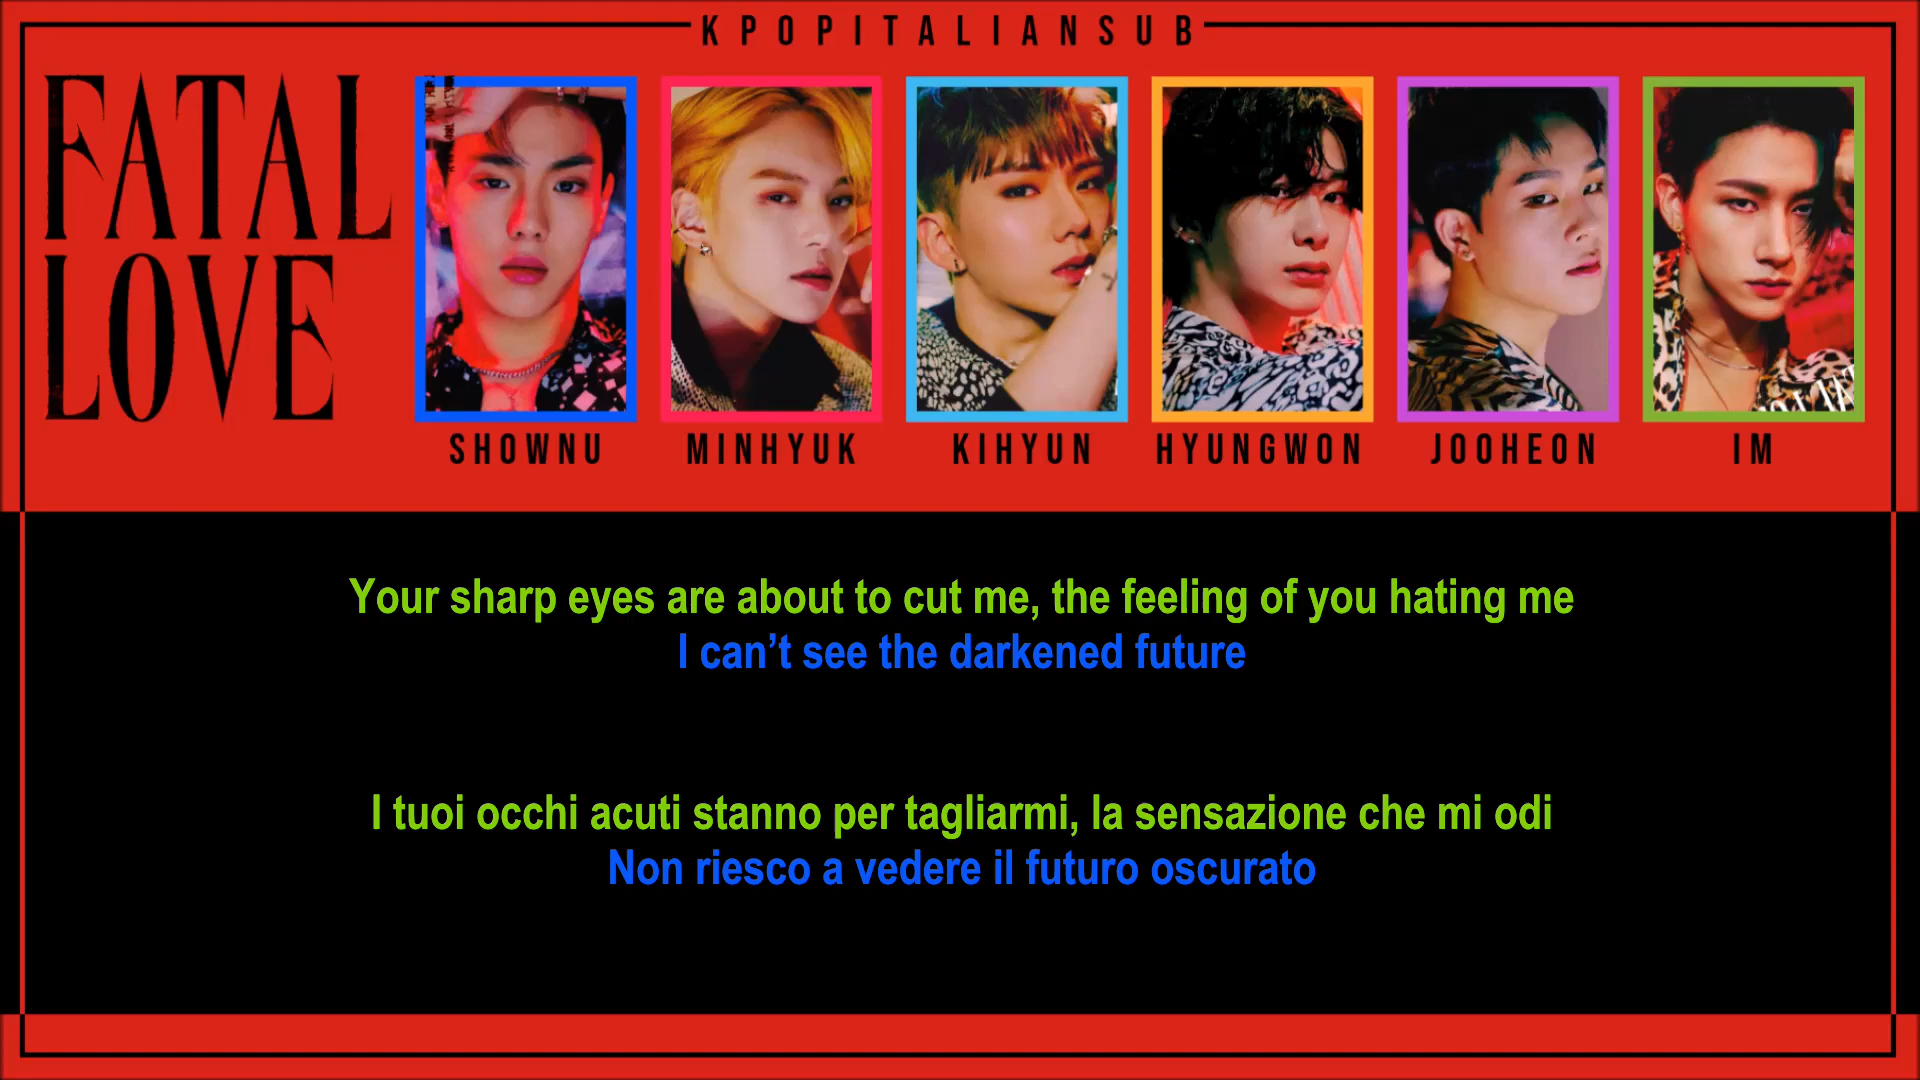 KPOPITALIANSUB
FATAL
LOVE
SHOWNU
MINHYUK
KIHYUN
HYUNGWON
JOOHEON
IM
Your sharp eyes are about to cut me, the feeling of you hating me
I can’t see the darkened future
I tuoi occhi acuti stanno per tagliarmi, la sensazione che mi odi
Non riesco a vedere il futuro oscurato